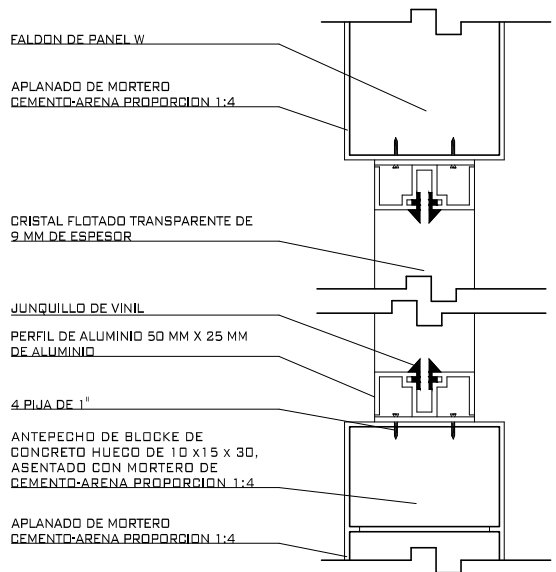 FALDON DE PANEL W
APLANADO DE MORTERO
CEMENTO-ARENA PROPORCION 1:4
CRISTAL FLOTADO TRANSPARENTE DE
9 MM DE ESPESOR
JUNQUILLO DE VINIL
PERFIL DE ALUMINIO 50 MM X 25 MM
DE ALUMINIO
4 PIJA DE 1"
ANTEPECHO DE BLOCKE DE
CONCRETO HUECO DE 10 x15 x 30,
ASENTADO CON MORTERO DE
CEMENTO-ARENA PROPORCION 1:4
APLANADO DE MORTERO
CEMENTO-ARENA PROPORCION 1:4